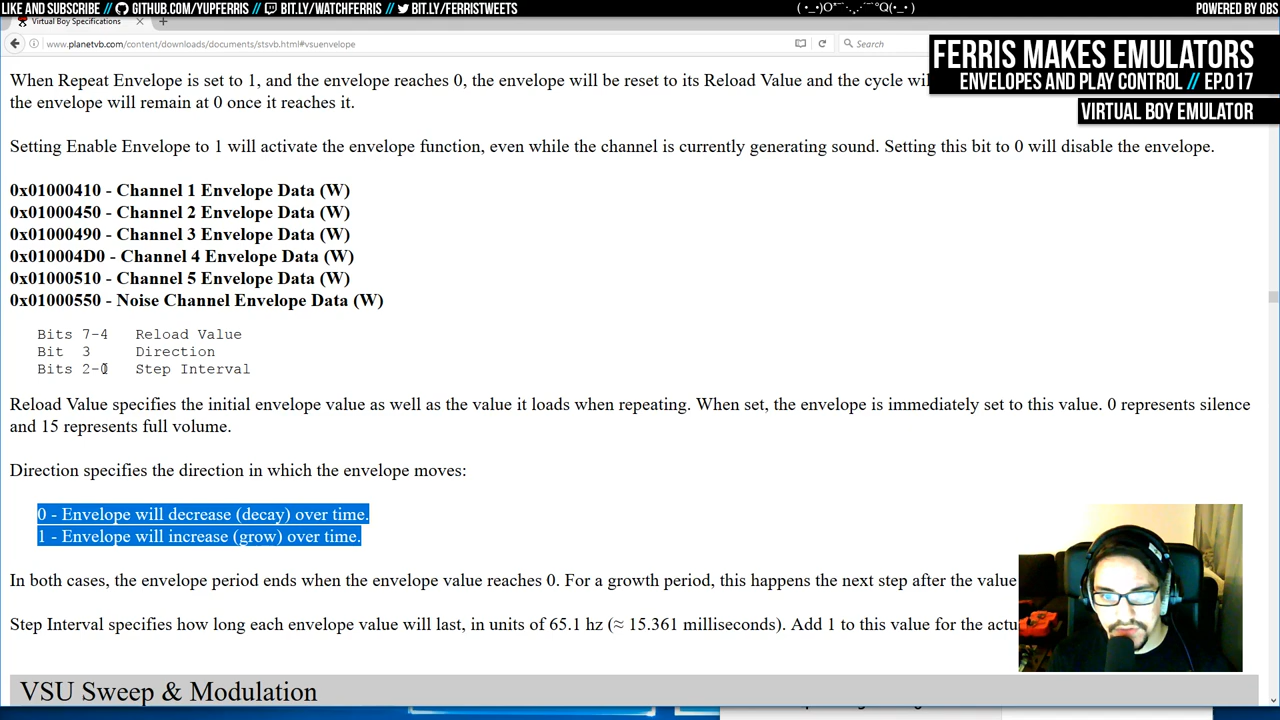 LIKE AND SUBSCRIBE // GITHUB.COM/YUPFERRIS // BIT.LY/WATCHFERRIS // BIT.LY/FERRISTWEETS
POWERED BY OBS
Virtual Boy Specifications
www.planetvb.com/content/downloads/documents/stsvb.html#vsuenvelope
Search
FERRIS MAKES EMULATORS
ENVELOPES AND PLAY CONTROL // EP.017
VIRTUAL BOY EMULATOR
When Repeat Envelope is set to 1, and the envelope reaches 0, the envelope will be reset to its Reload Value and the cycle wil
the envelope will remain at 0 once it reaches it.
Setting Enable Envelope to 1 will activate the envelope function, even while the channel is currently generating sound. Setting this bit to 0 will disable the envelope.
0x01000410 - Channel 1 Envelope Data (W)
0x01000450 - Channel 2 Envelope Data (W)
0x01000490 - Channel 3 Envelope Data (W)
0x010004D0 - Channel 4 Envelope Data (W)
0x01000510 - Channel 5 Envelope Data (W)
0x01000550 - Noise Channel Envelope Data (W)
Bits 7-4 Reload Value
Bit 3 Direction
Bits 2-0 Step Interval
Reload Value specifies the initial envelope value as well as the value it loads when repeating. When set, the envelope is immediately set to this value. 0 represents silence
and 15 represents full volume.
Direction specifies the direction in which the envelope moves:
0 - Envelope will decrease (decay) over time.
1 - Envelope will increase (grow) over time.
In both cases, the envelope period ends when the envelope value reaches 0. For a growth period, this happens the next step after the value
Step Interval specifies how long each envelope value will last, in units of 65.1 hz (≈ 15.361 milliseconds). Add 1 to this value for the actu
VSU Sweep & Modulation